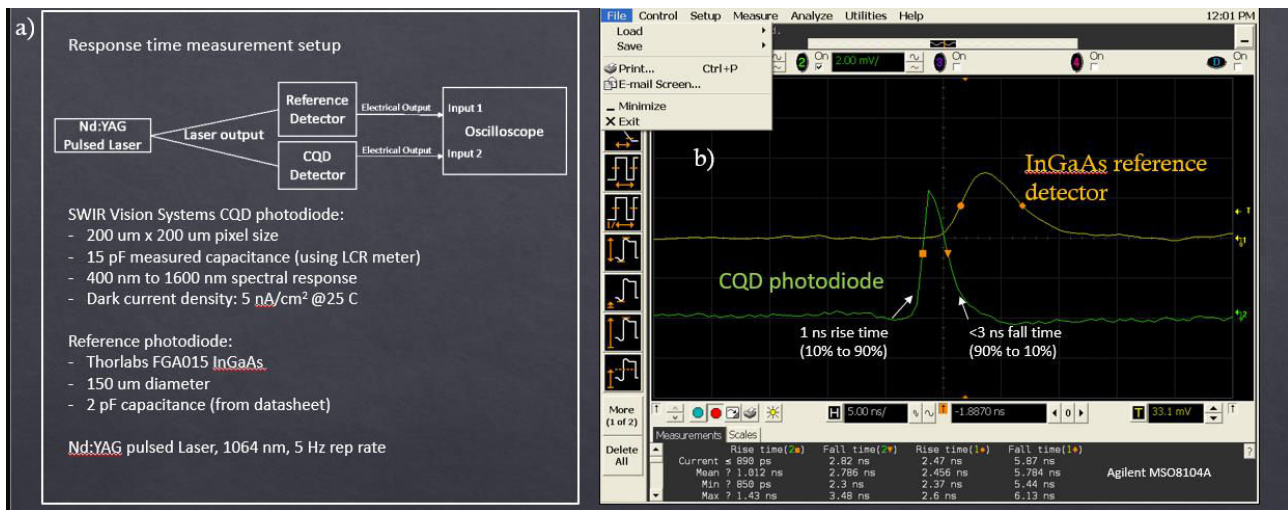 a)
Response time measurement setup
Nd:YAG
Pulsed Laser
Laser output
Reference
Detector
CQD
Detector
Electrical Output
Electrical Output
Input 1
Oscilloscope
Input 2
SWIR Vision Systems CQD photodiode:
- 200 um x 200 um pixel size
- 15 pF measured capacitance (using LCR meter)
- 400 nm to 1600 nm spectral response
- Dark current density: 5 nA/cm² @25 C
Reference photodiode:
- Thorlabs FGA015 InGaAs
- 150 um diameter
- 2 pF capacitance (from datasheet)
Nd:YAG pulsed Laser, 1064 nm, 5 Hz rep rate
File Control Setup Measure Analyze Utilities Help 12:01 PM
Load
Save
Print... Ctrl+P
E-mail Screen...
Minimize
Exit
2 On 2.00 mV/ 3 On 4 On On
b)
InGaAs reference
detector
CQD photodiode
1 ns rise time
(10% to 90%)
<3 ns fall time
(90% to 10%)
More
(1 of 2)
Delete
All
H 5.00 ns/ T -1.8870 ns 0 T 33.1 mV
Measurements Scales
Rise time(2■) Fall time(2▼) Rise time(1●) Fall time(1◆)
Current ≤ 890 ps 2.82 ns 2.47 ns 5.87 ns
Mean ? 1.012 ns 2.786 ns 2.456 ns 5.784 ns
Min ? 850 ps 2.3 ns 2.37 ns 5.44 ns
Max ? 1.43 ns 3.48 ns 2.6 ns 6.13 ns
Agilent MSO8104A